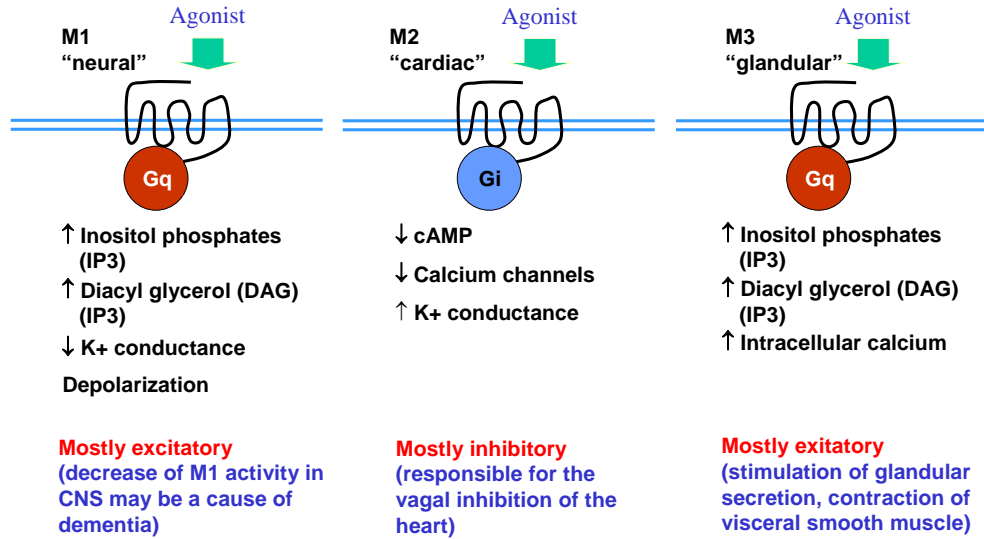 Agonist
M1
“neural”
Gq
↑ Inositol phosphates
(IP3)
↑ Diacyl glycerol (DAG)
(IP3)
↓ K+ conductance
Depolarization
Mostly excitatory
(decrease of M1 activity in
CNS may be a cause of
dementia)
Agonist
M2
“cardiac”
Gi
↓ cAMP
↓ Calcium channels
↑ K+ conductance
Mostly inhibitory
(responsible for the
vagal inhibition of the
heart)
Agonist
M3
“glandular”
Gq
↑ Inositol phosphates
(IP3)
↑ Diacyl glycerol (DAG)
(IP3)
↑ Intracellular calcium
Mostly exitatory
(stimulation of glandular
secretion, contraction of
visceral smooth muscle)